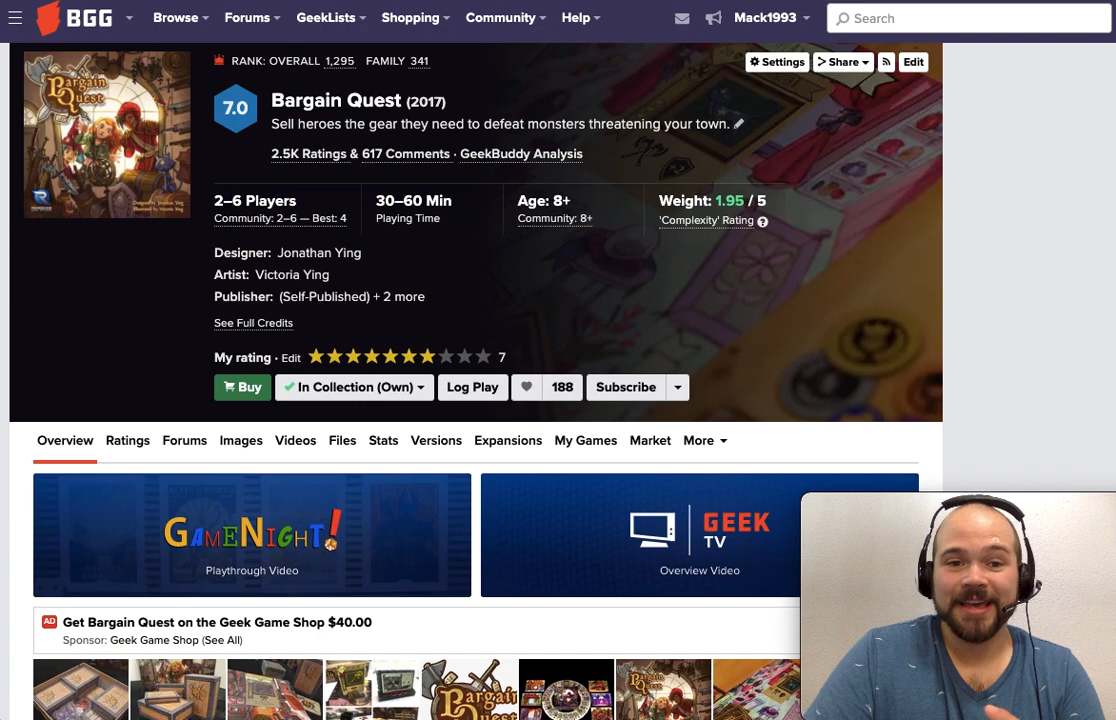 BGG Browse Forums GeekLists Shopping Community Help Mack1993 Search
RANK: OVERALL 1,295 FAMILY 341
Settings Share Edit
Bargain Quest
7.0
Bargain Quest (2017)
Sell heroes the gear they need to defeat monsters threatening your town.
2.5K Ratings & 617 Comments · GeekBuddy Analysis
2–6 Players 30–60 Min Age: 8+ Weight: 1.95 / 5
Community: 2–6 — Best: 4 Playing Time Community: 8+ 'Complexity' Rating ?
Designer: Jonathan Ying
Artist: Victoria Ying
Publisher: (Self-Published) + 2 more
See Full Credits
My rating · Edit 7
Buy In Collection (Own) Log Play 188 Subscribe
Overview Ratings Forums Images Videos Files Stats Versions Expansions My Games Market More
GAMENIGHT!
Playthrough Video
GEEK
TV
Overview Video
AD Get Bargain Quest on the Geek Game Shop $40.00
Sponsor: Geek Game Shop (See All)